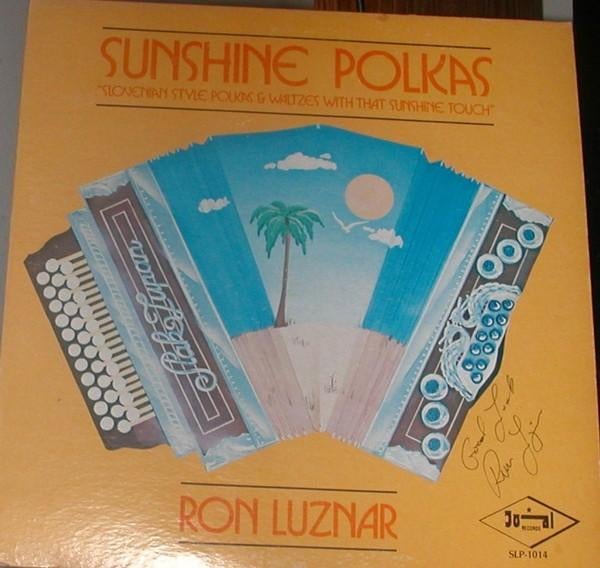 SUNSHINE POLKAS
"SLOVENIAN STYLE POLKAS & WALTZES WITH THAT SUNSHINE TOUCH"
Good Luck
Ron
RON LUZNAR
RECORDS
SLP-1014